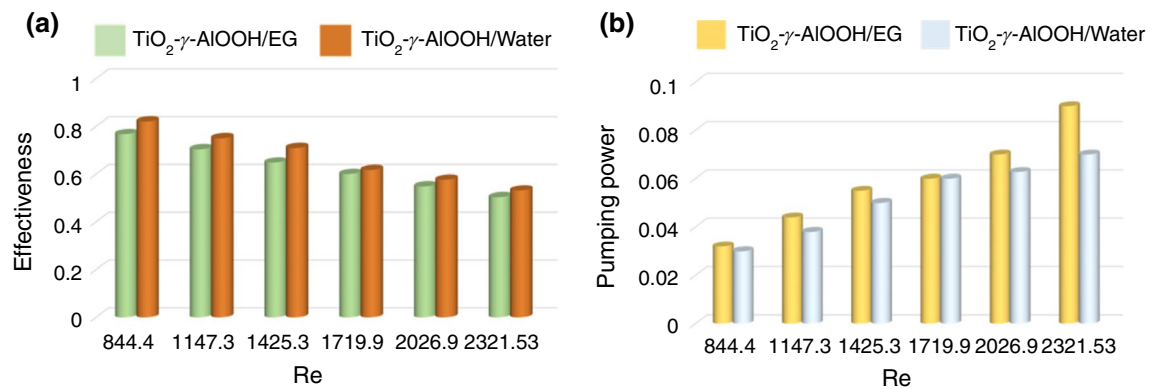 (a)
TiO₂-γ-AlOOH/EG TiO₂-γ-AlOOH/Water
Effectiveness
1
0.8
0.6
0.4
0.2
0
844.4 1147.3 1425.3 1719.9 2026.9 2321.53
Re
(b)
TiO₂-γ-AlOOH/EG TiO₂-γ-AlOOH/Water
Pumping power
0.1
0.08
0.06
0.04
0.02
0
844.4 1147.3 1425.3 1719.9 2026.9 2321.53
Re